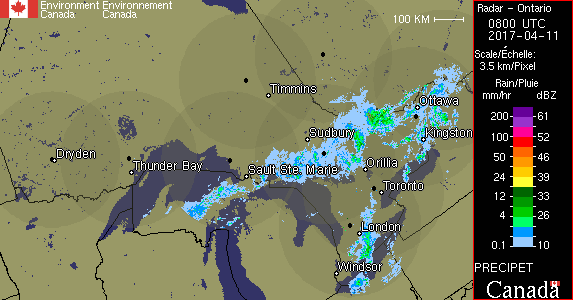 Environment Environnement
Canada Canada
100 KM
Timmins
Ottawa
Sudbury
Kingston
Dryden
Thunder Bay
Sault Ste. Marie
Orillia
Toronto
London
Windsor
Radar - Ontario
0800 UTC
2017-04-11
Scale/Échelle:
3.5 km/Pixel
Rain/Pluie
mm/hr dBZ
200 61
100 52
50 46
24 39
12 33
4 26
0.1 10
PRECIPET
Canada